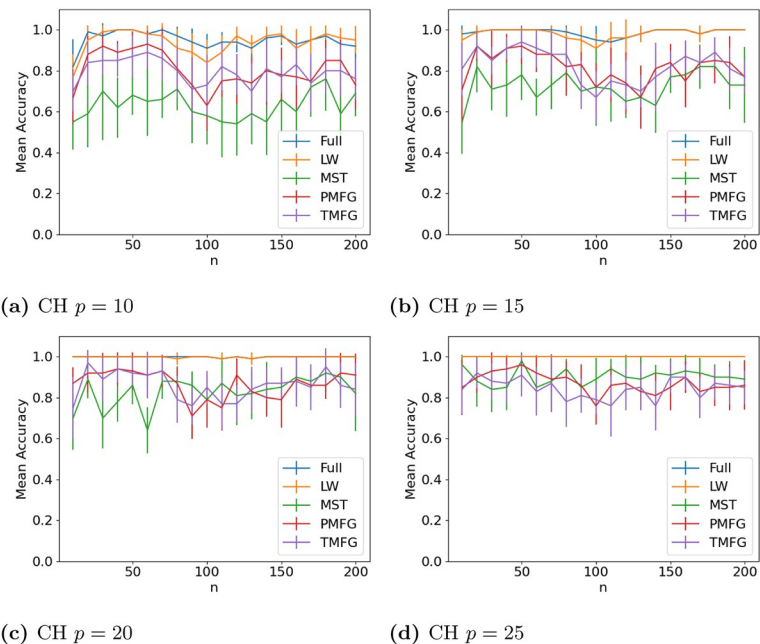 Mean Accuracy
1.0
0.8
0.6
0.4
0.2
0.0
50 100 150 200
n
Full
LW
MST
PMFG
TMFG
(a) CH p = 10
Mean Accuracy
1.0
0.8
0.6
0.4
0.2
0.0
50 100 150 200
n
Full
LW
MST
PMFG
TMFG
(b) CH p = 15
Mean Accuracy
1.0
0.8
0.6
0.4
0.2
0.0
50 100 150 200
n
Full
LW
MST
PMFG
TMFG
(c) CH p = 20
Mean Accuracy
1.0
0.8
0.6
0.4
0.2
0.0
50 100 150 200
n
Full
LW
MST
PMFG
TMFG
(d) CH p = 25